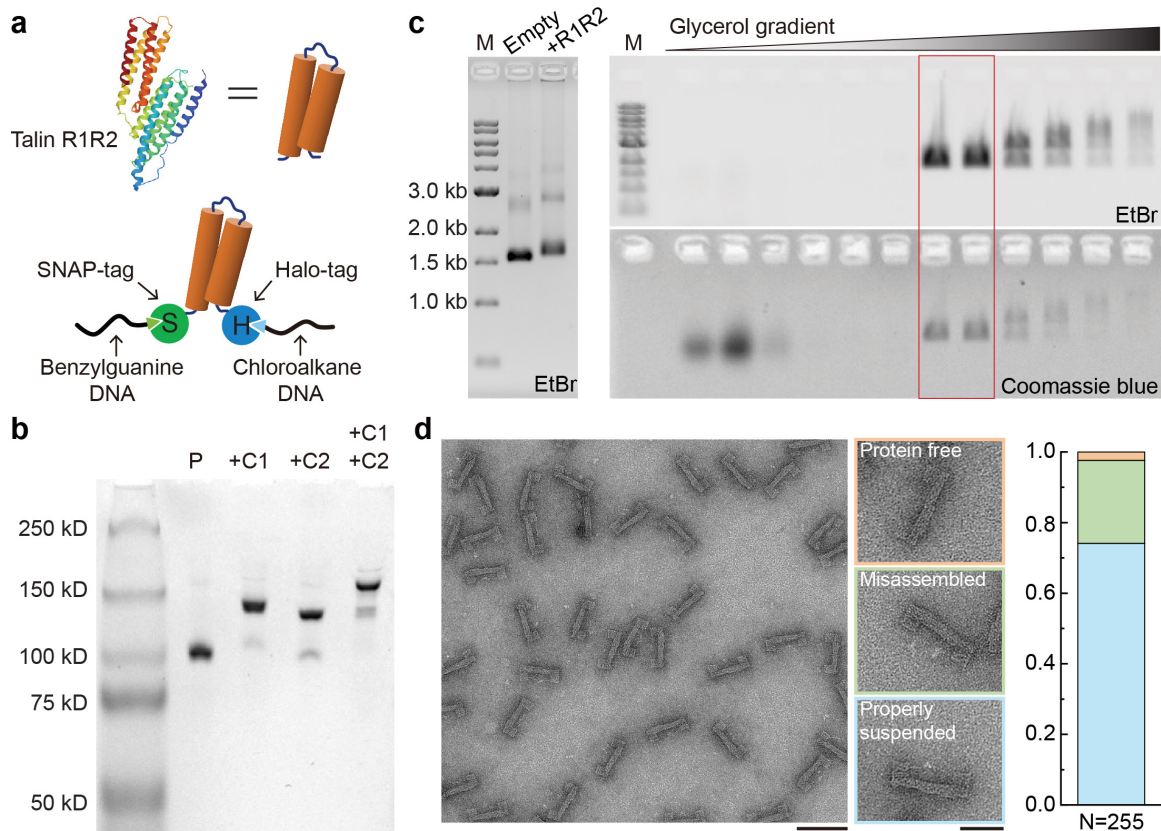 a
Talin R1R2
=
SNAP-tag
Halo-tag
S
H
Benzylguanine
DNA
Chloroalkane
DNA
b
P
+C1
+C2
+C1
+C2
250 kD
150 kD
100 kD
75 kD
50 kD
c
M
Empty
+R1R2
3.0 kb
2.0 kb
1.5 kb
1.0 kb
EtBr
M
Glycerol gradient
EtBr
Coomassie blue
d
Protein free
Misassembled
Properly
suspended
1.0
0.8
0.6
0.4
0.2
0.0
N=255